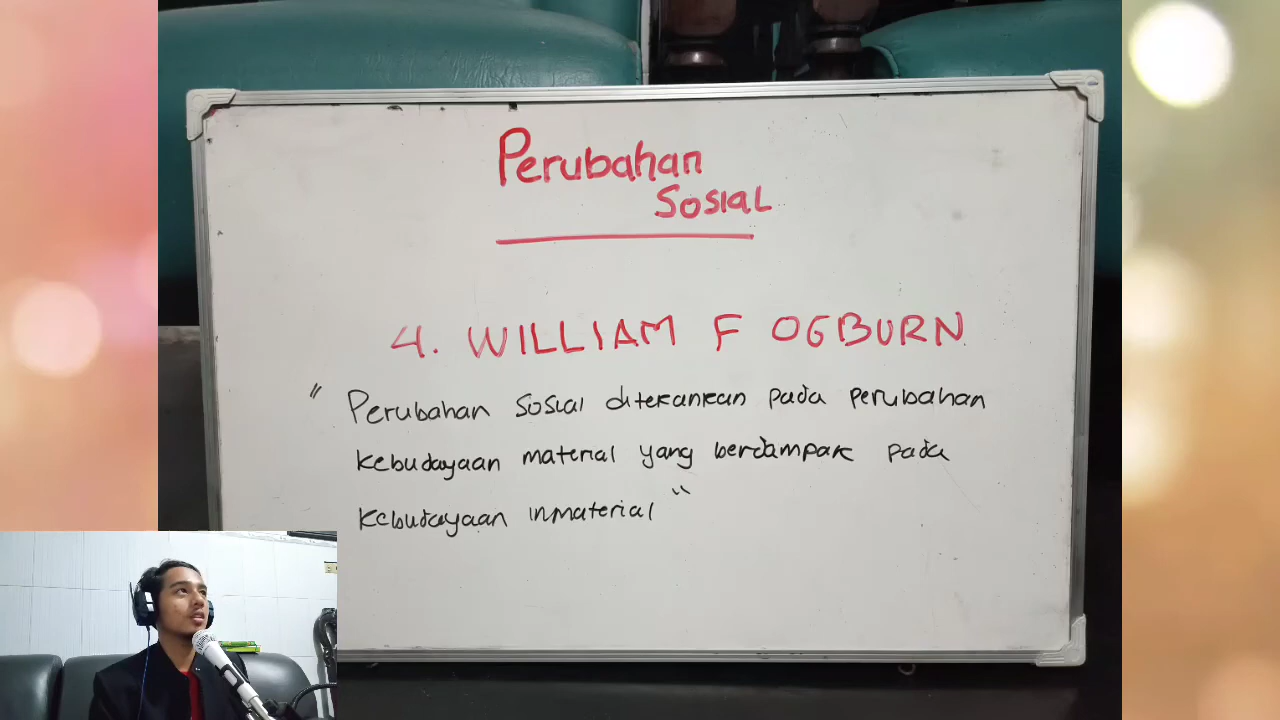 Perubahan
Sosial
4. WILLIAM F OGBURN
"Perubahan Sosial ditekankan pada perubahan
kebudayaan material yang berdampak pada
kebudayaan inmaterial"